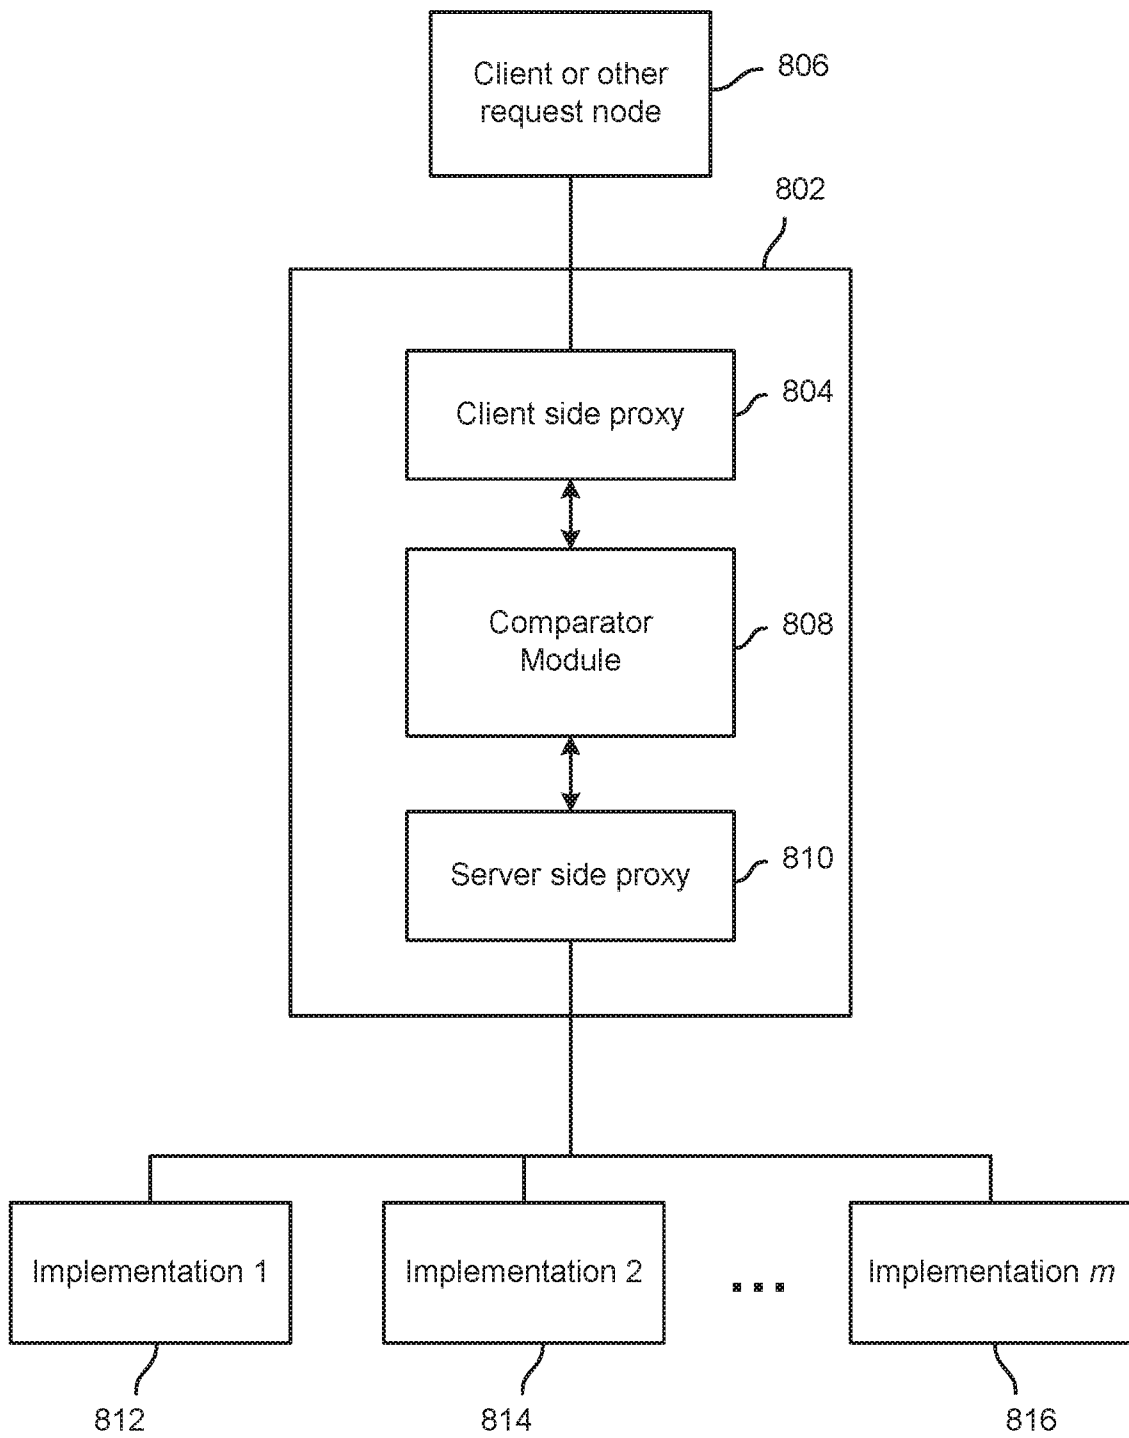 Client or other
request node
806
802
Client side proxy
804
Comparator
Module
808
Server side proxy
810
Implementation 1
Implementation 2
...
Implementation m
812
814
816